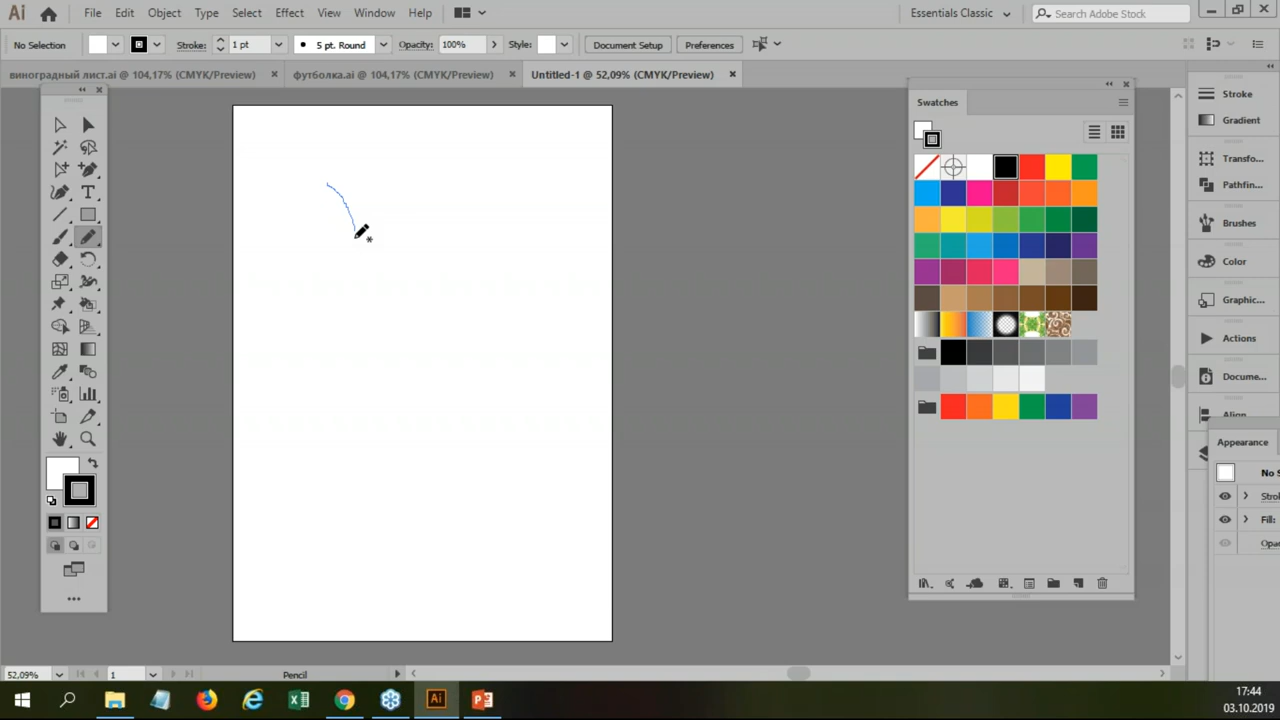 Ai File Edit Object Type Select Effect View Window Help Essentials Classic Search Adobe Stock
No Selection Stroke: 1 pt 5 pt. Round Opacity: 100% Style: Document Setup Preferences
виноградный лист.ai @ 104,17% (CMYK/Preview) футболка.ai @ 104,17% (CMYK/Preview) Untitled-1 @ 52,09% (CMYK/Preview)
Swatches
Stroke
Gradient
Transfo...
Pathfin...
Brushes
Color
Graphic...
Actions
Docume...
Align
Appearance
No S
Stro
Fill:
Opa
52,09% 1 Pencil
Ai
17:44
03.10.2019